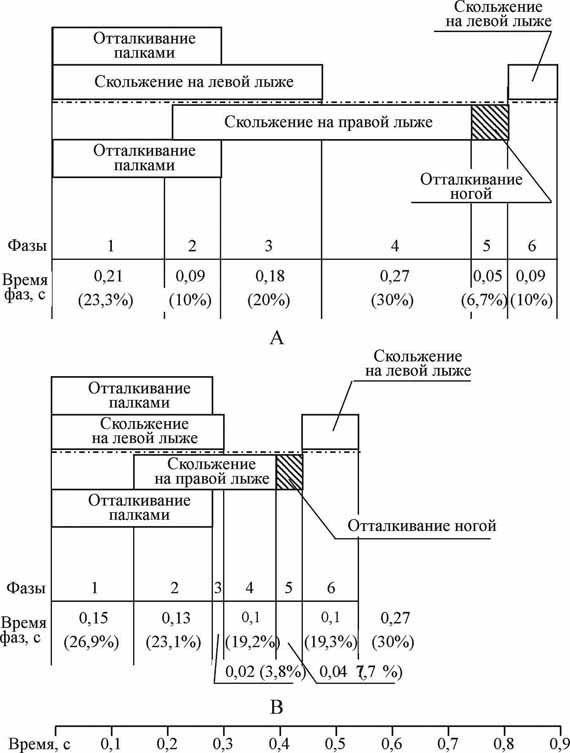 Скольжение
на левой лыже
Отталкивание
палками
Скольжение на левой лыже
Скольжение на правой лыже
Отталкивание
палками
Отталкивание
ногой
Фазы 1 2 3 4 5 6
Время
фаз, с
0,21 0,09 0,18 0,27 0,05 0,09
(23,3%) (10%) (20%) (30%) (6,7%) (10%)
А
Скольжение
на левой лыже
Отталкивание
палками
Скольжение
на левой лыже
Скольжение
на правой лыже
Отталкивание
палками
Отталкивание ногой
Фазы 1 2 3 4 5 6
Время
фаз, с
0,15 0,13 0,1 0,1 0,27
(26,9%) (23,1%) (19,2%) (19,3%) (30%)
0,02 (3,8%) 0,04 7,7 %)
В
Время, с 0,1 0,2 0,3 0,4 0,5 0,6 0,7 0,8 0,9